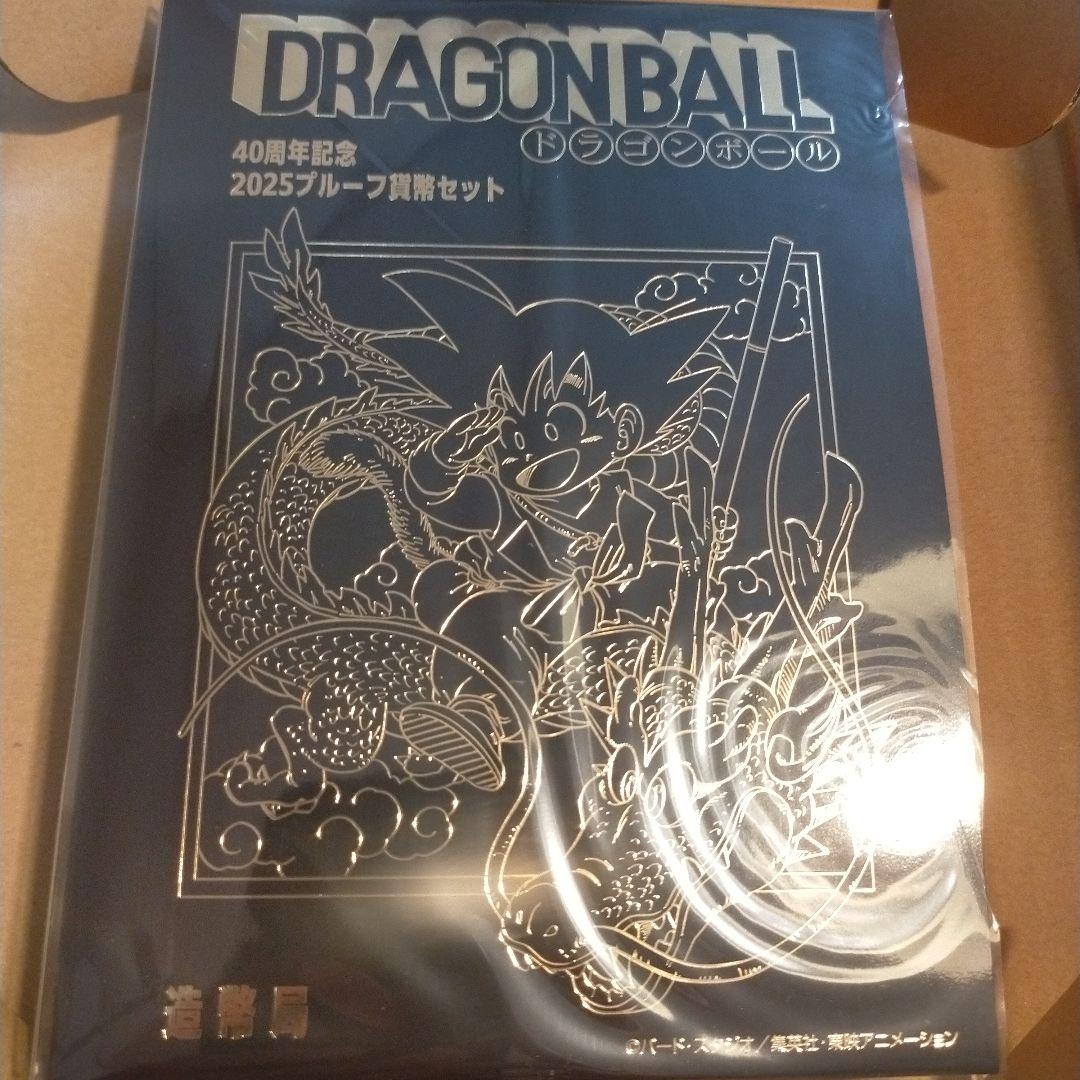 DRAGON BALL
ドラゴンボール
40周年記念
2025プルーフ貨幣セット
造幣局
©バード・スタジオ/集英社・東映アニメーション